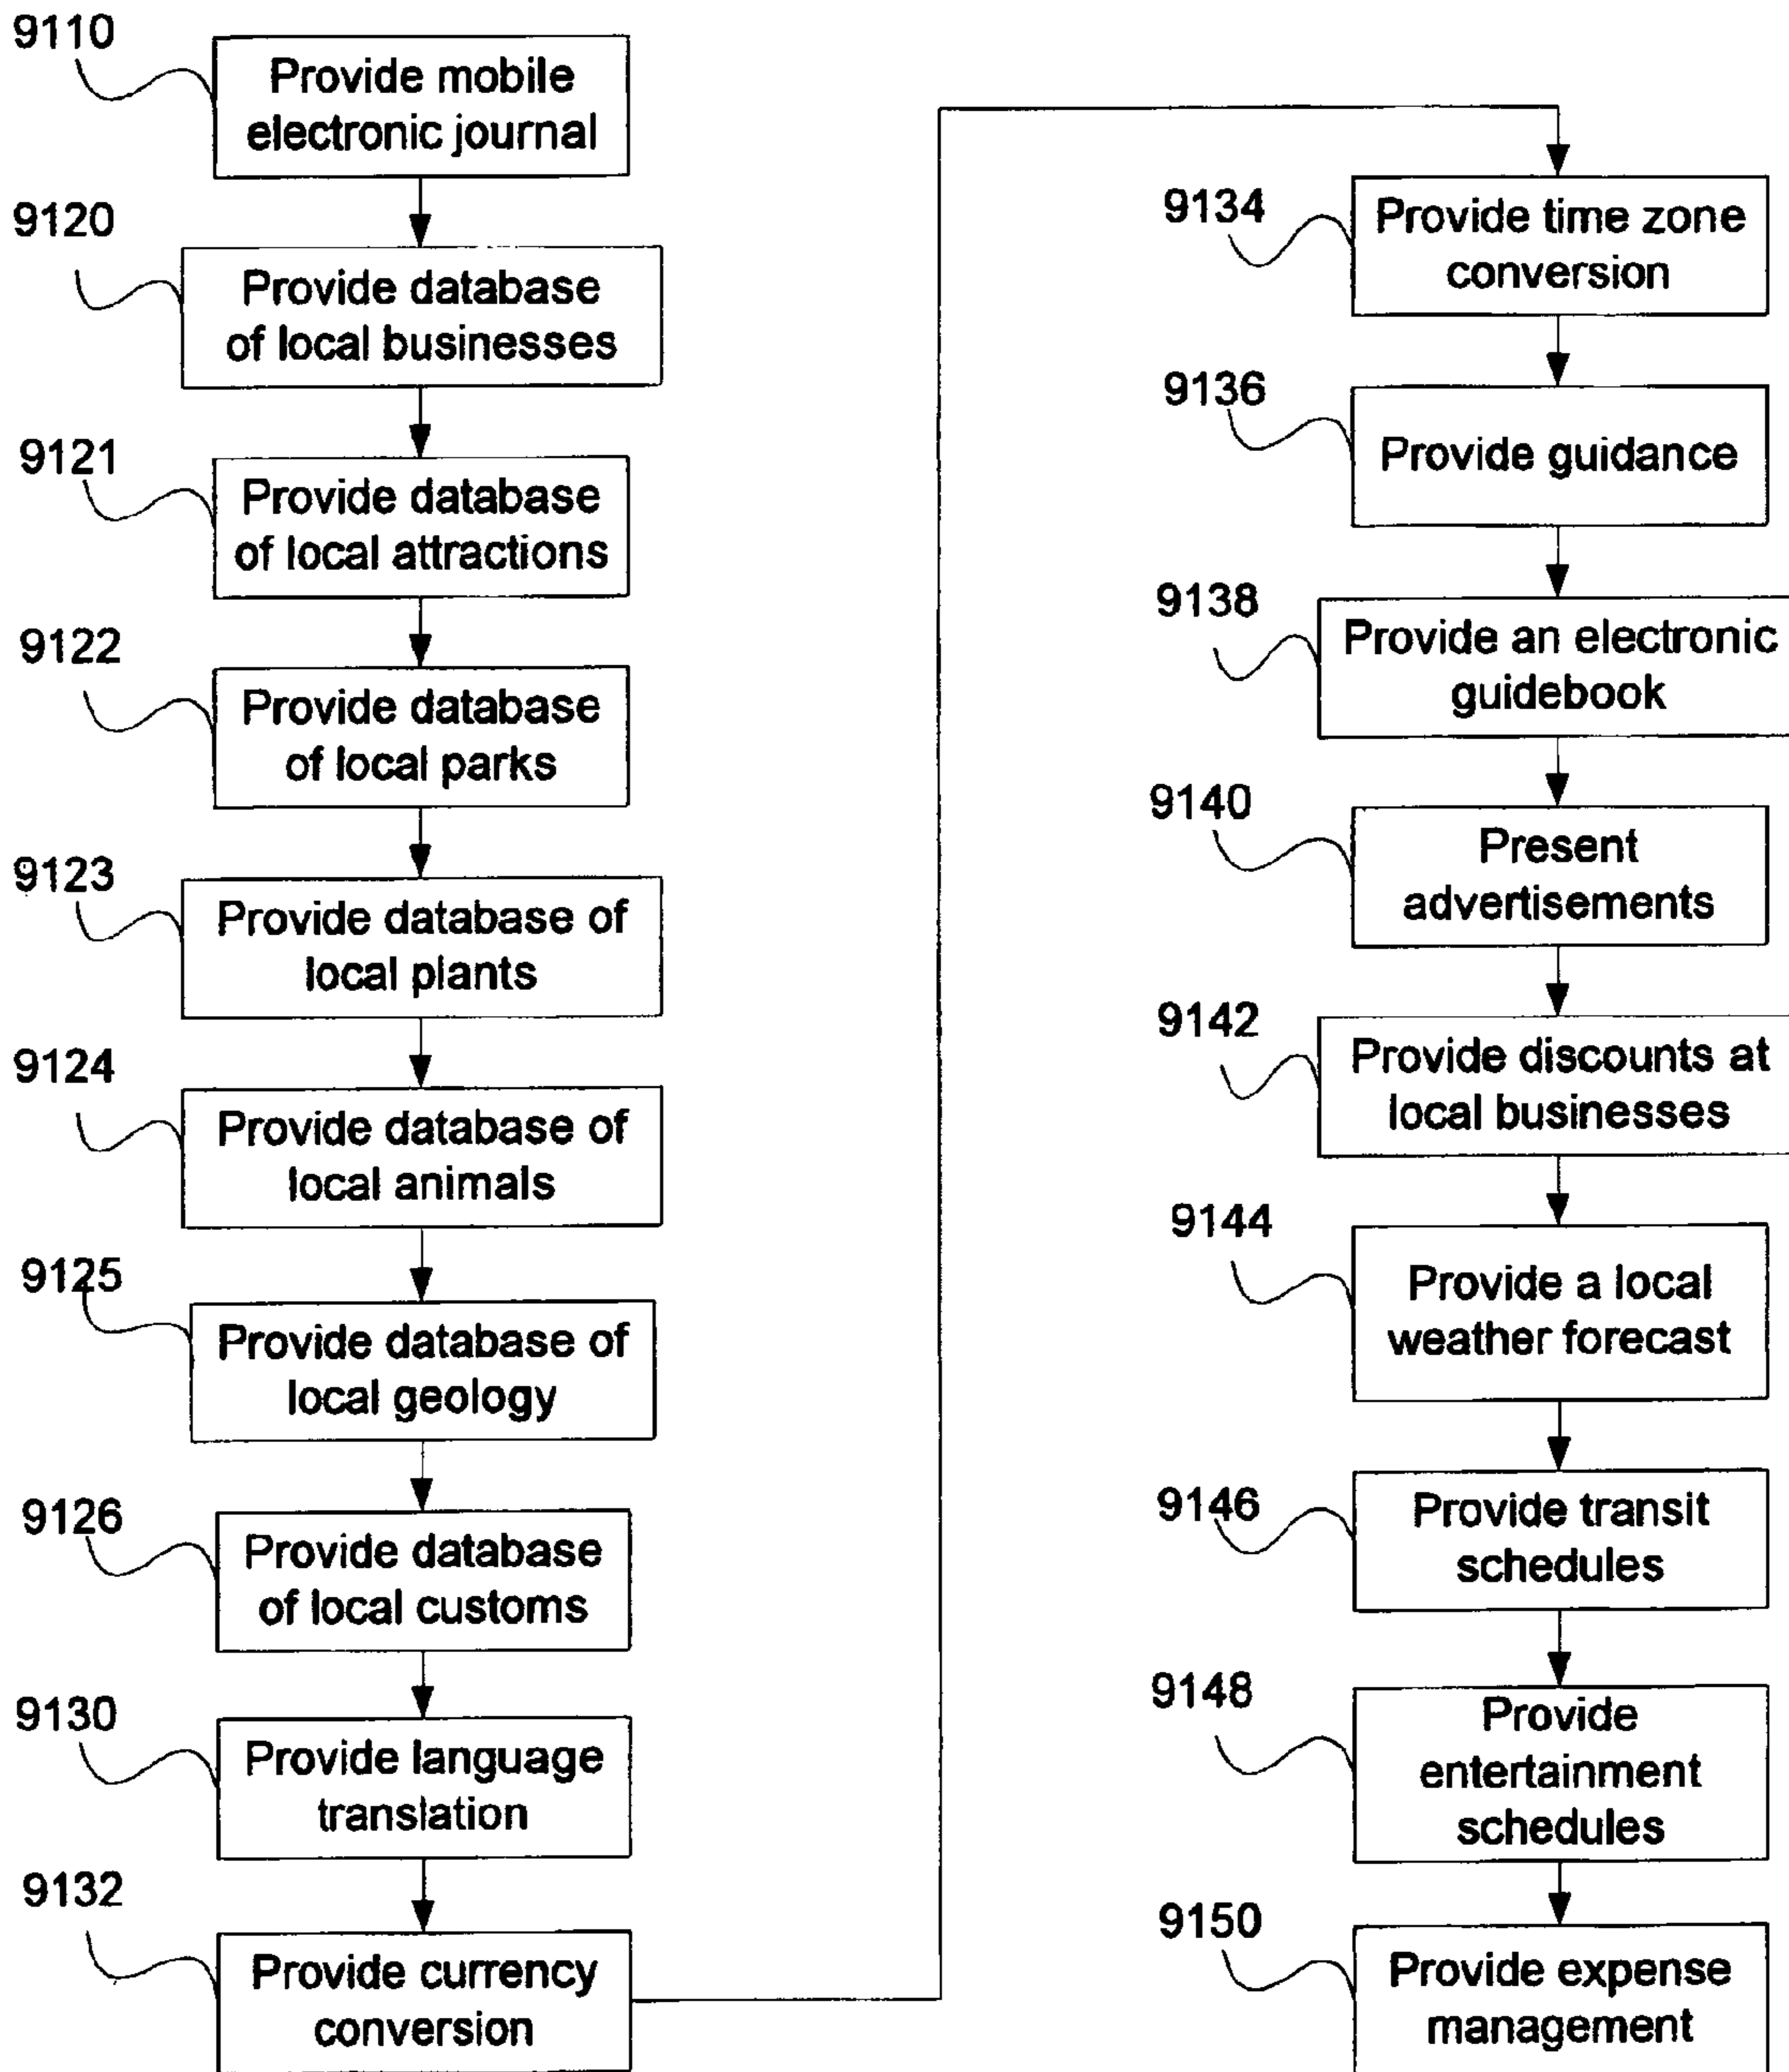 9110
Provide mobile
electronic journal
9120
Provide database
of local businesses
9121
Provide database
of local attractions
9122
Provide database
of local parks
9123
Provide database of
local plants
9124
Provide database of
local animals
9125
Provide database of
local geology
9126
Provide database
of local customs
9130
Provide language
translation
9132
Provide currency
conversion
9134
Provide time zone
conversion
9136
Provide guidance
9138
Provide an electronic
guidebook
9140
Present
advertisements
9142
Provide discounts at
local businesses
9144
Provide a local
weather forecast
9146
Provide transit
schedules
9148
Provide
entertainment
schedules
9150
Provide expense
management